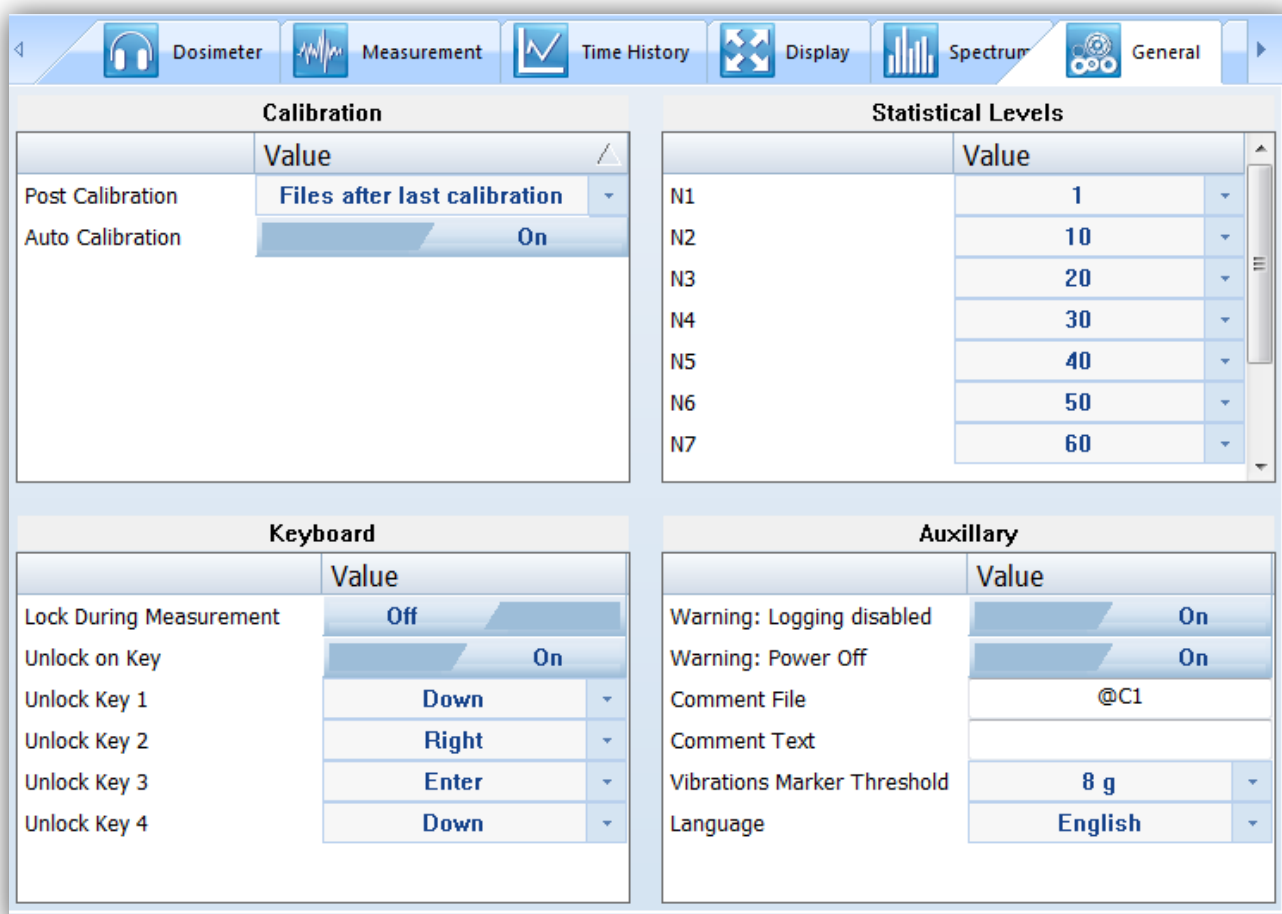 Dosimeter Measurement Time History Display Spectrum General
Calibration
Value
Post Calibration Files after last calibration
Auto Calibration On
Statistical Levels
Value
N1 1
N2 10
N3 20
N4 30
N5 40
N6 50
N7 60
Keyboard
Value
Lock During Measurement Off
Unlock on Key On
Unlock Key 1 Down
Unlock Key 2 Right
Unlock Key 3 Enter
Unlock Key 4 Down
Auxillary
Value
Warning: Logging disabled On
Warning: Power Off On
Comment File @C1
Comment Text
Vibrations Marker Threshold 8 g
Language English